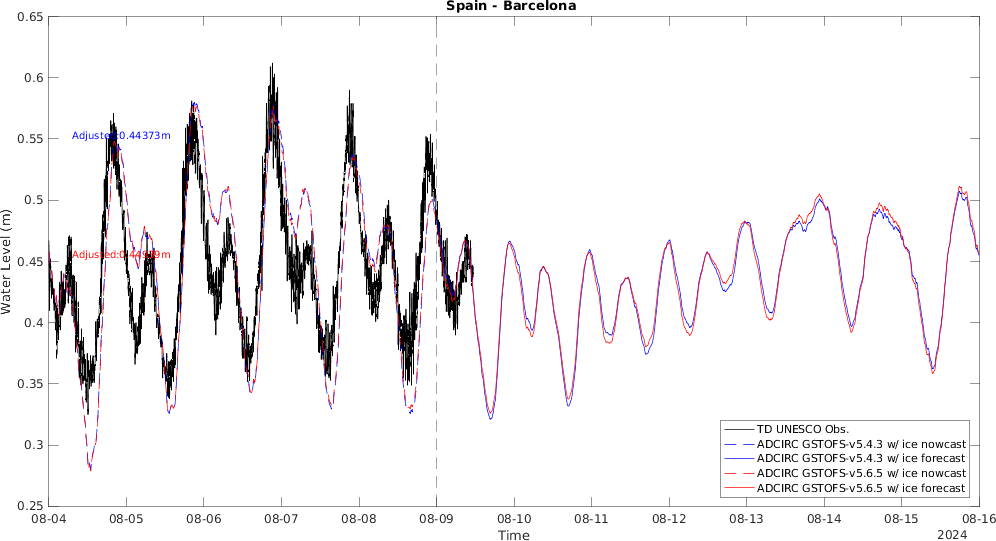 Spain - Barcelona
0.65
0.6
0.55
0.5
0.45
0.4
0.35
0.3
0.25
Water Level (m)
Adjusted:0.44373m
TD UNESCO Obs.
ADCIRC GSTOFS-v5.4.3 w/ ice nowcast
ADCIRC GSTOFS-v5.4.3 w/ ice forecast
ADCIRC GSTOFS-v5.6.5 w/ ice nowcast
ADCIRC GSTOFS-v5.6.5 w/ ice forecast
08-04 08-05 08-06 08-07 08-08 08-09 08-10 08-11 08-12 08-13 08-14 08-15 08-16
Time
2024